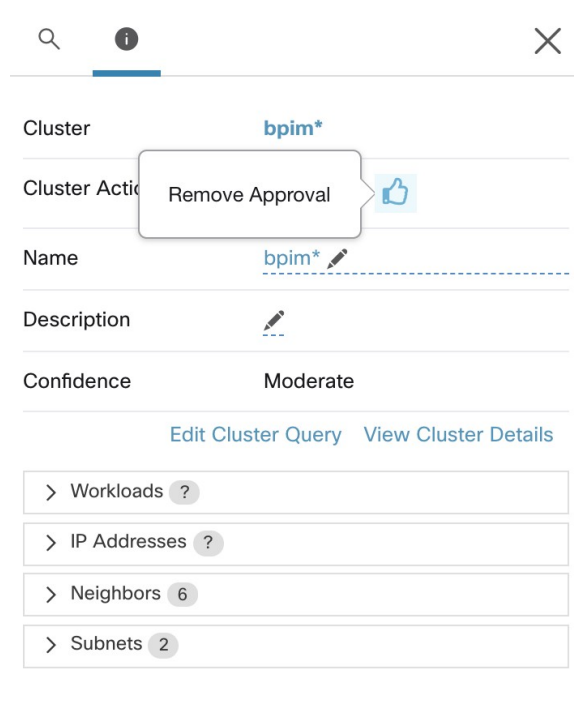 Cluster bpim*
Cluster Actio
Remove Approval
Name bpim*
Description
Confidence Moderate
Edit Cluster Query View Cluster Details
Workloads ?
IP Addresses ?
Neighbors 6
Subnets 2